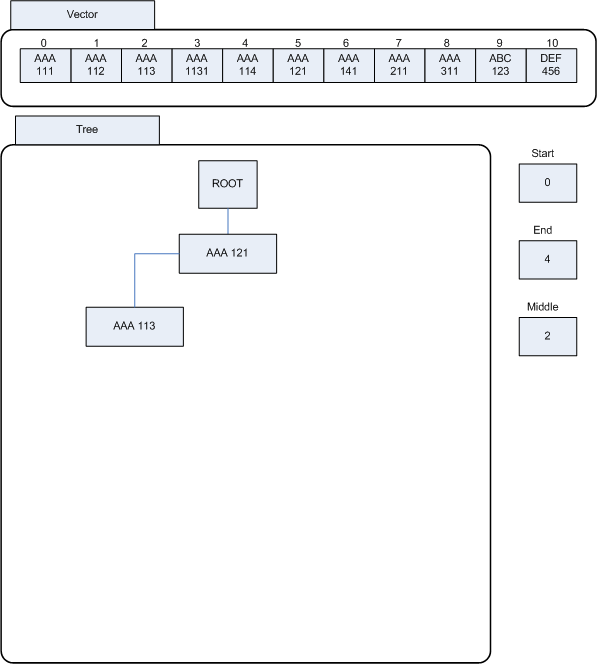 Vector
0 1 2 3 4 5 6 7 8 9 10
AAA AAA AAA AAA AAA AAA AAA AAA AAA ABC DEF
111 112 113 1131 114 121 141 211 311 123 456
Tree
Start
0
ROOT
End
AAA 121
4
Middle
AAA 113
2